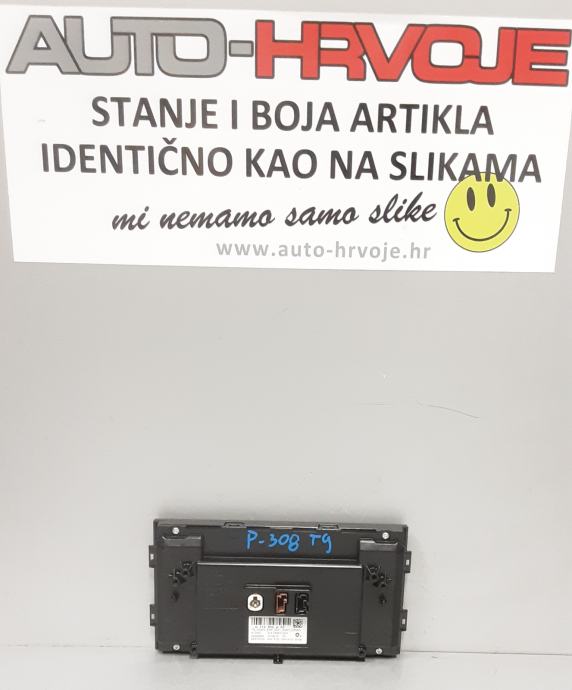 AUTO-HRVOJE
STANJE I BOJA ARTIKLA
IDENTIČNO KAO NA SLIKAMA
mi nemamo samo slike
www.auto-hrvoje.hr
P-308 T9